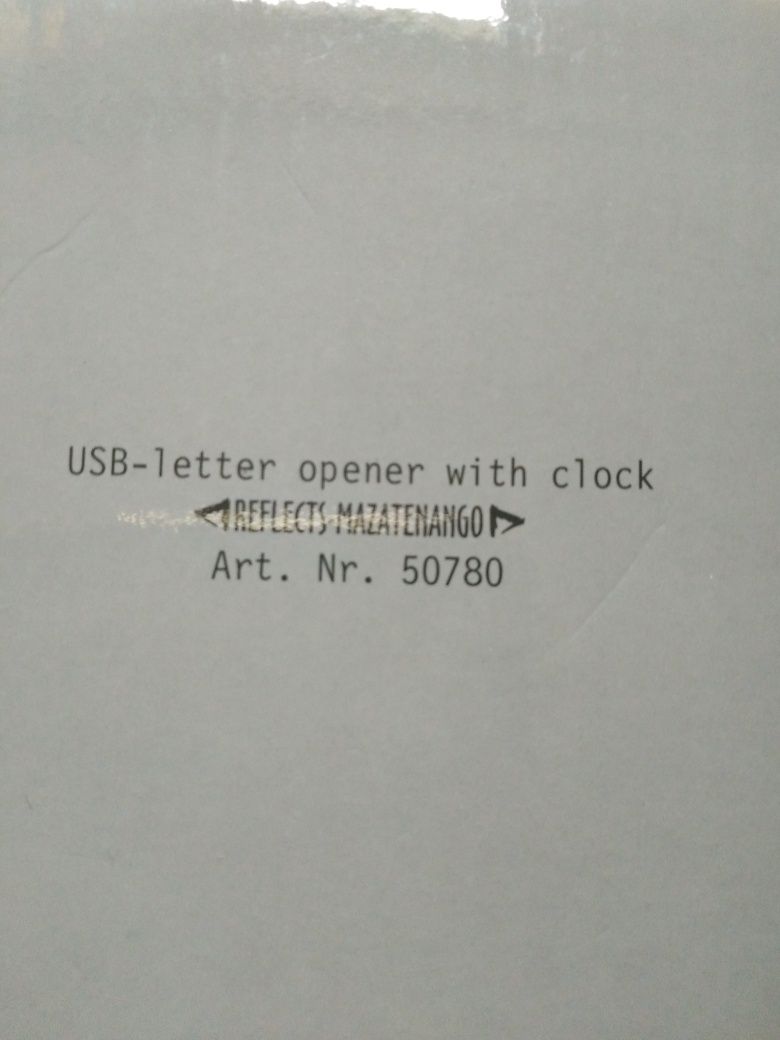 USB-letter opener with clock
REFLECTS-MAZATENANGO
Art. Nr. 50780